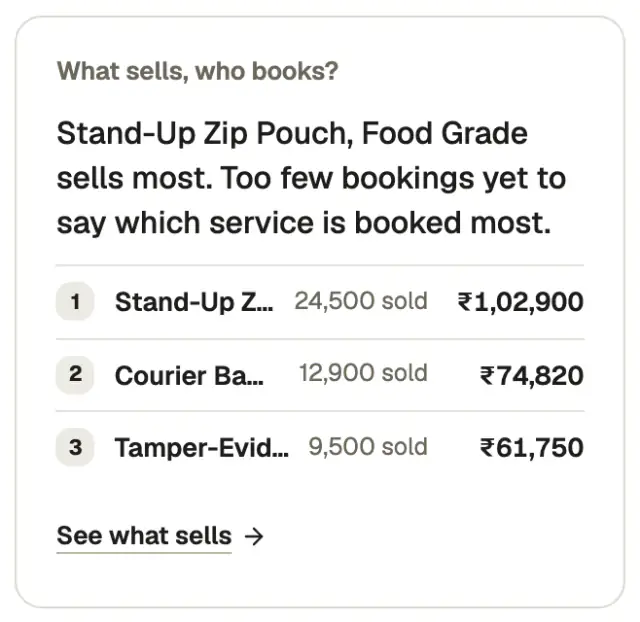 What sells, who books?
Stand-Up Zip Pouch, Food Grade
sells most. Too few bookings yet to
say which service is booked most.
1 Stand-Up Z... 24,500 sold ₹1,02,900
2 Courier Ba... 12,900 sold ₹74,820
3 Tamper-Evid... 9,500 sold ₹61,750
See what sells →